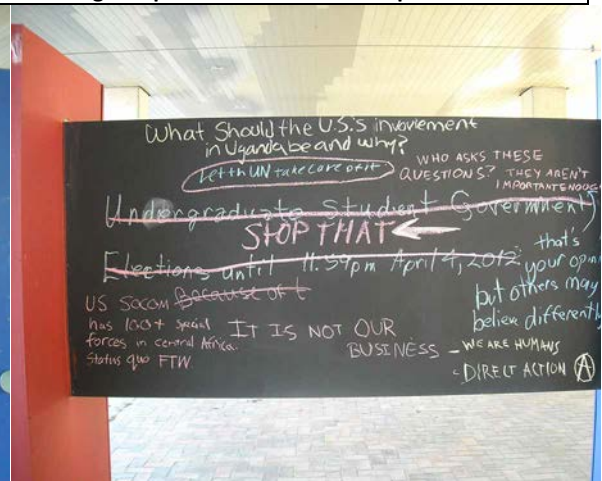 What Should the U.S.'s involvement
in Uganda be and why?
Let th UN take care of it
WHO ASKS THESE
QUESTIONS? THEY AREN'T
IMPORTANT ENOUGH
Undergraduate Student Government
STOP THAT
Elections until 11:59pm April 4, 2012
that's
your opin
but others may
believe differently
US SOCOM Because of t
has 100+ special
forces in central Africa.
Status quo FTW.
IT IS NOT OUR
BUSINESS
- WE ARE HUMANS
- DIRECT ACTION Ⓐ